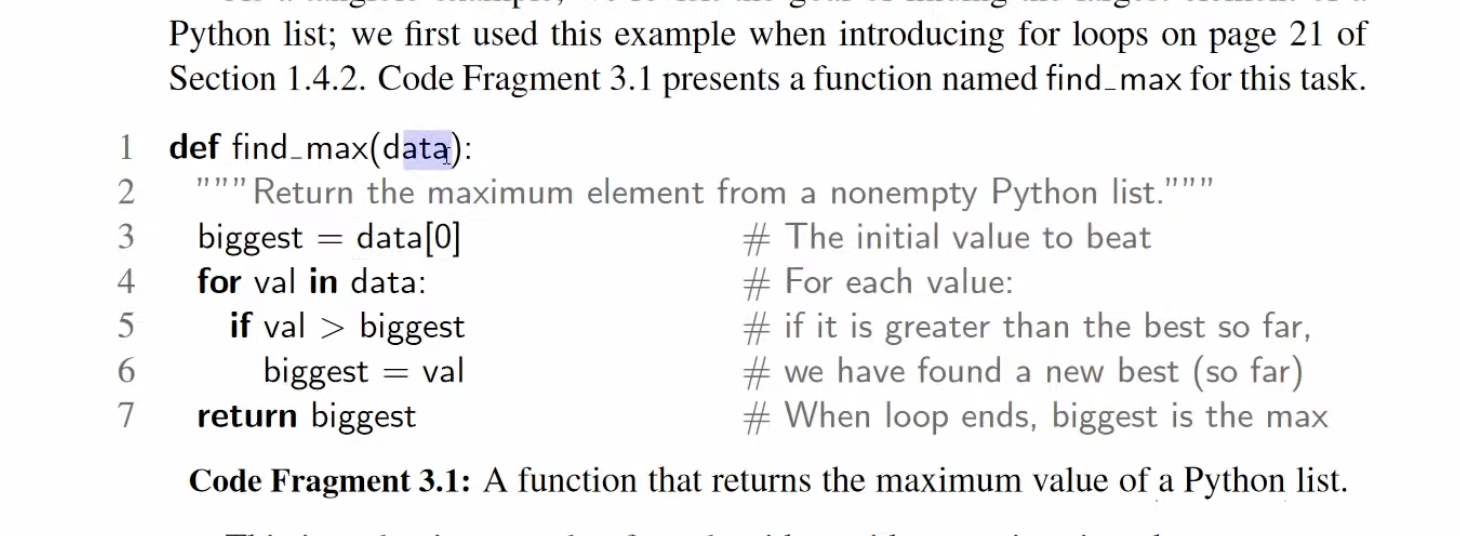 Python list; we first used this example when introducing for loops on page 21 of
Section 1.4.2. Code Fragment 3.1 presents a function named find_max for this task.
1 def find_max(data):
2 """Return the maximum element from a nonempty Python list."""
3 biggest = data[0] # The initial value to beat
4 for val in data: # For each value:
5 if val > biggest # if it is greater than the best so far,
6 biggest = val # we have found a new best (so far)
7 return biggest # When loop ends, biggest is the max
Code Fragment 3.1: A function that returns the maximum value of a Python list.